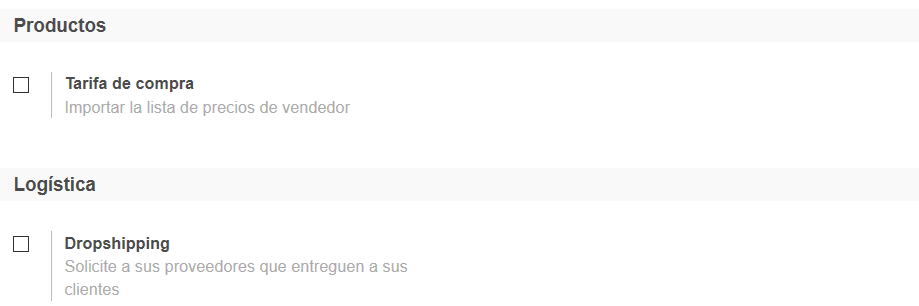 Productos
Tarifa de compra
Importar la lista de precios de vendedor
Logística
Dropshipping
Solicite a sus proveedores que entreguen a sus
clientes